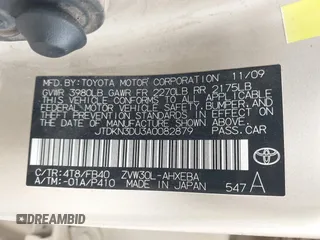 MFD. BY: TOYOTA MOTOR CORPORATION 11/09
GVWR 3980LB GAWR FR 2270LB RR 2175LB
THIS VEHICLE CONFORMS TO ALL APPLICABLE
FEDERAL MOTOR VEHICLE SAFETY, BUMPER, AND
THEFT PREVENTION STANDARDS IN EFFECT ON
THE DATE OF MANUFACTURE SHOWN ABOVE.
JTDKN3DU3A0082879 PASS.CAR
C/TR: 4T8/FB40 ZVW30L-AHXEBA
A/TM: -01A/P410 MADE IN JAPAN
TOYOTA
547 A
DREAMBID